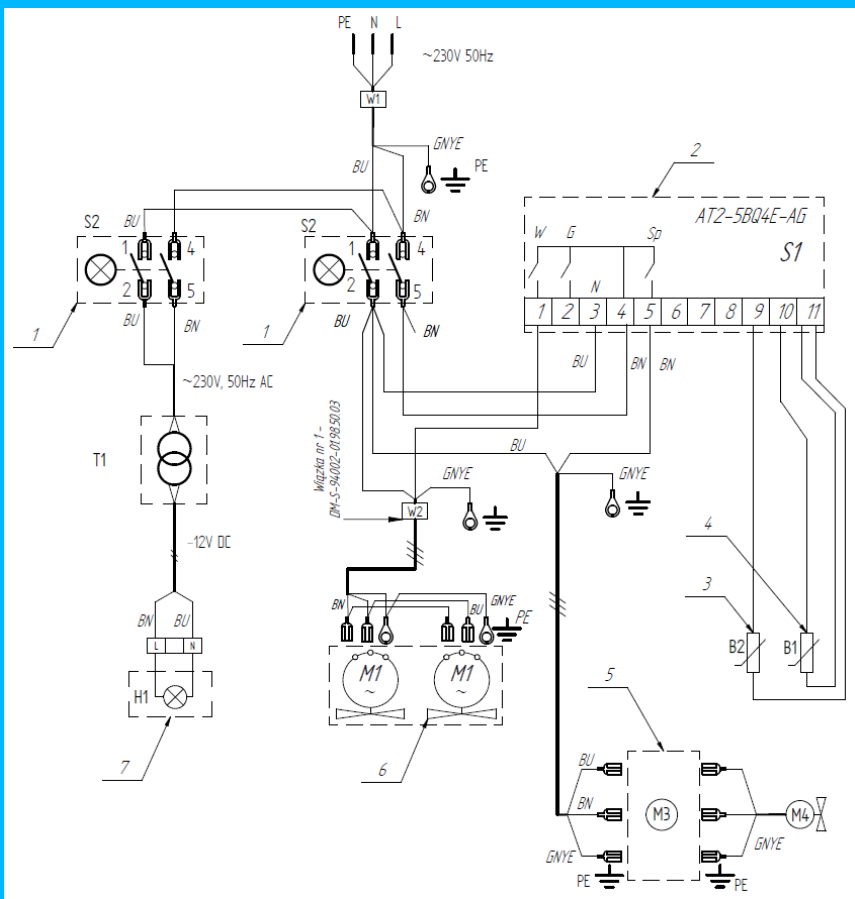 PE N L
~230V 50Hz
W1
GNYE
PE
BU
BN
2
AT2-5BQ4E-AG
S1
W G Sp
N
1 2 3 4 5 6 7 8 9 10 11
S2
BU
1 4
2 5
BU
BN
1
S2
1 4
2 5
BU
BN
1
BU
BN
BN
~230V, 50Hz AC
T1
-12V DC
BN
BU
L N
H1
7
Wiązka nr 1 -
DM-S-94002-01.9850.03
BU
GNYE
W2
GNYE
BN
BU
GNYE
PE
M1
~
M1
~
6
3
4
B2
B1
5
BU
BN
GNYE
PE
M3
M4
GNYE
PE